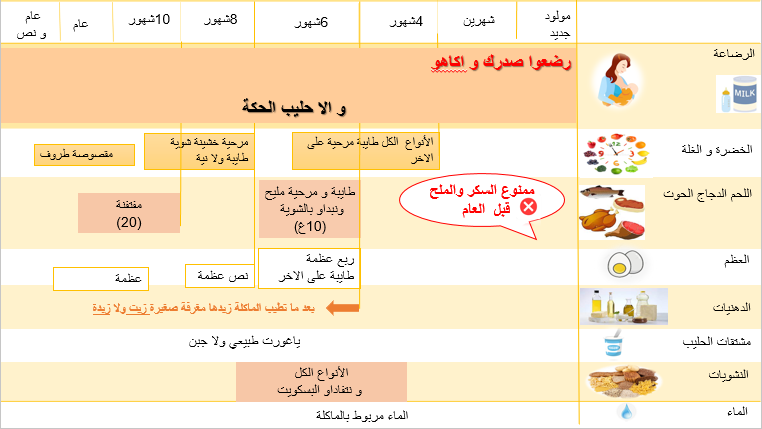 مولود
جديد
شهرين
4شهور
6شهور
8شهور
10شهور
عام
عام
و نص
الرضاعة
رضعوا صدرك و اكاهو
و الا حليب الحكة
MILK
الخضرة و الغلة
الأنواع الكل طايبة مرحية على
الاخر
مرحية خشينة شوية
طايبة ولا نية
مقصوصة طروف
اللحم الدجاج الحوت
ممنوع السكر والملح
قبل العام
طايبة و مرحية مليح
ونبداو بالشوية
(10غ)
مفتفتة
(20)
العظم
ربع عظمة
طايبة على الاخر
نص عظمة
عظمة
الدهنيات
بعد ما تطيب الماكلة زيدها مغرفة صغيرة زيت ولا زبدة
مشتقات الحليب
ياغورت طبيعي ولا جبن
النشويات
الأنواع الكل
و نتفاداو البسكويت
الماء
الماء مربوط بالماكلة